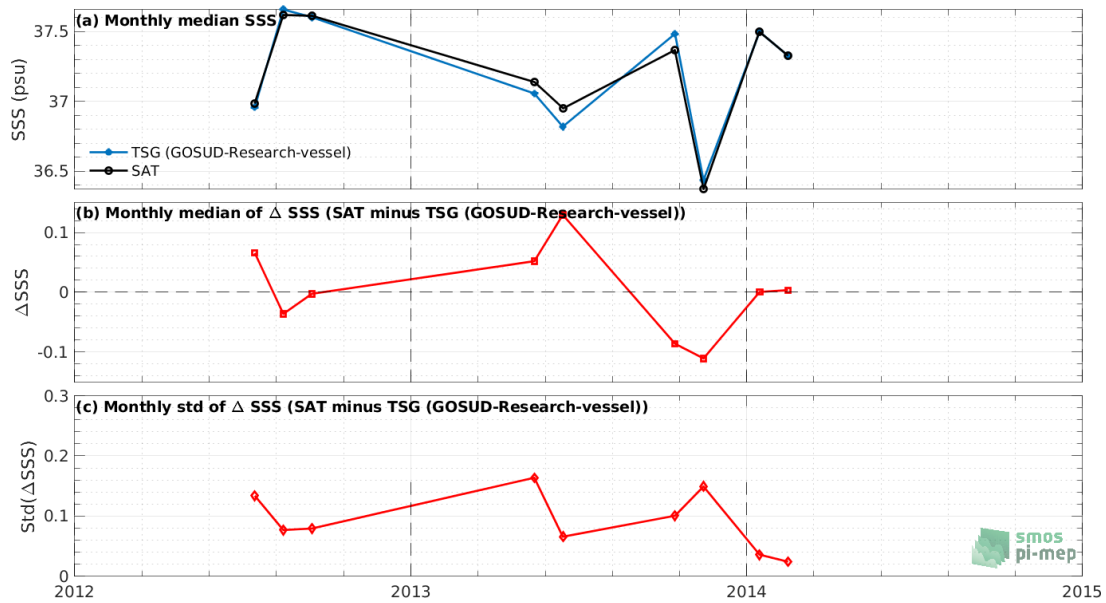 (a) Monthly median SSS
37.5
37
36.5
SSS (psu)
TSG (GOSUD-Research-vessel)
SAT
(b) Monthly median of Δ SSS (SAT minus TSG (GOSUD-Research-vessel))
0.1
0
-0.1
ΔSSS
(c) Monthly std of Δ SSS (SAT minus TSG (GOSUD-Research-vessel))
0.3
0.2
0.1
0
Std(ΔSSS)
smos
pi-mep
2012
2013
2014
2015